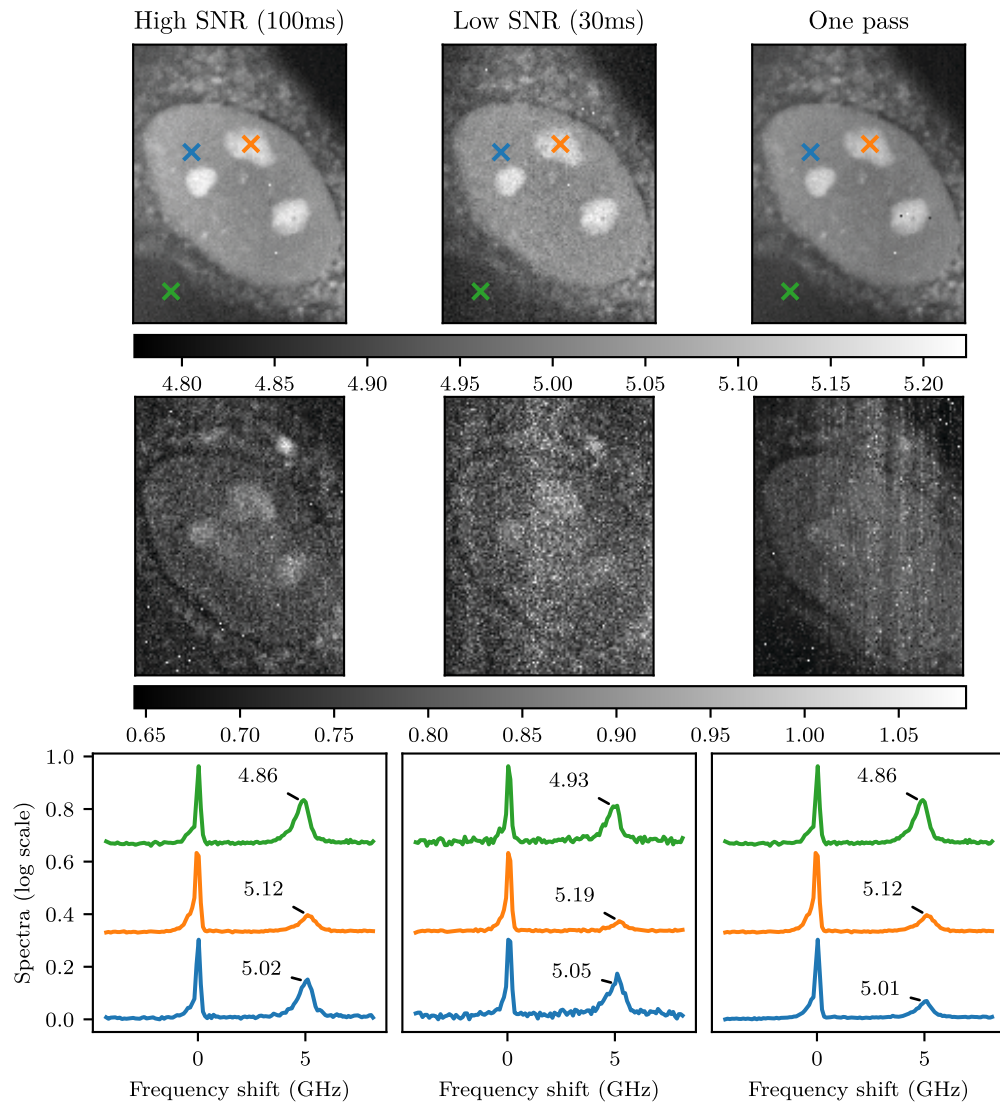 High SNR (100ms) Low SNR (30ms) One pass
4.80 4.85 4.90 4.95 5.00 5.05 5.10 5.15 5.20
0.65 0.70 0.75 0.80 0.85 0.90 0.95 1.00 1.05
Spectra (log scale)
1.0
0.8
0.6
0.4
0.2
0.0
4.86
5.12
5.02
0 5
Frequency shift (GHz)
4.93
5.19
5.05
0 5
Frequency shift (GHz)
4.86
5.12
5.01
0 5
Frequency shift (GHz)